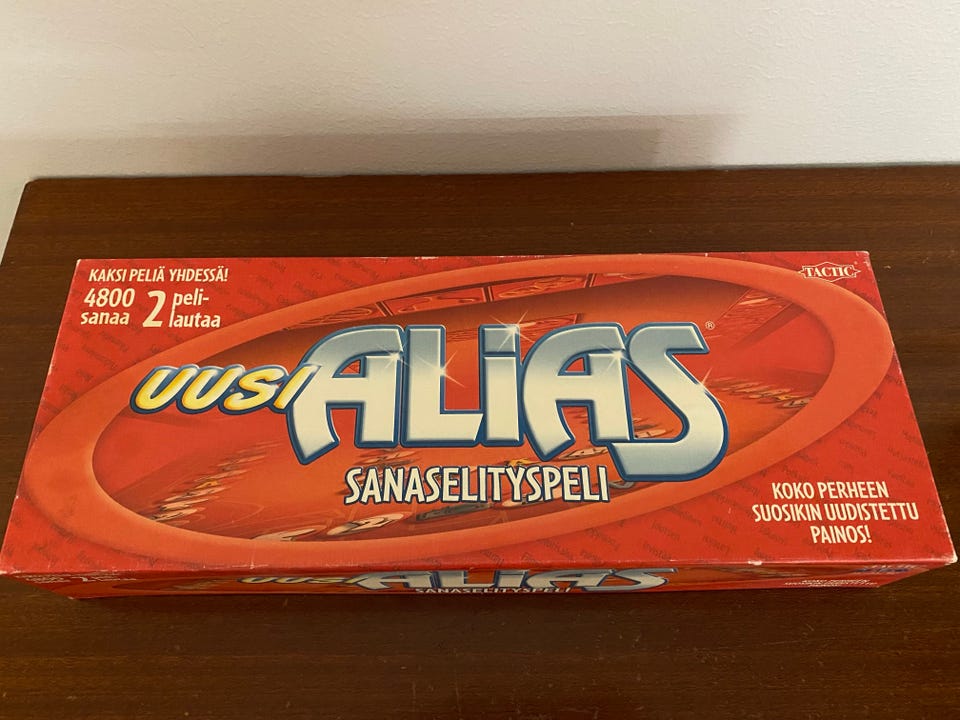 KAKSI PELIÄ YHDESSÄ!
4800 2 peli-
sanaa lautaa
TACTIC
UUSI ALiAS®
SANASELITYSPELI
KOKO PERHEEN
SUOSIKIN UUDISTETTU
PAINOS!
UUSI ALiAS
SANASELITYSPELI